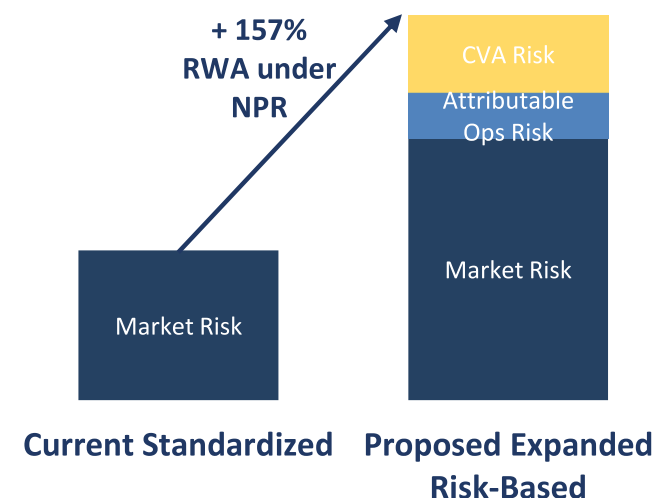 + 157%
RWA under
NPR
CVA Risk
Attributable
Ops Risk
Market Risk
Market Risk
Current Standardized
Proposed Expanded
Risk-Based